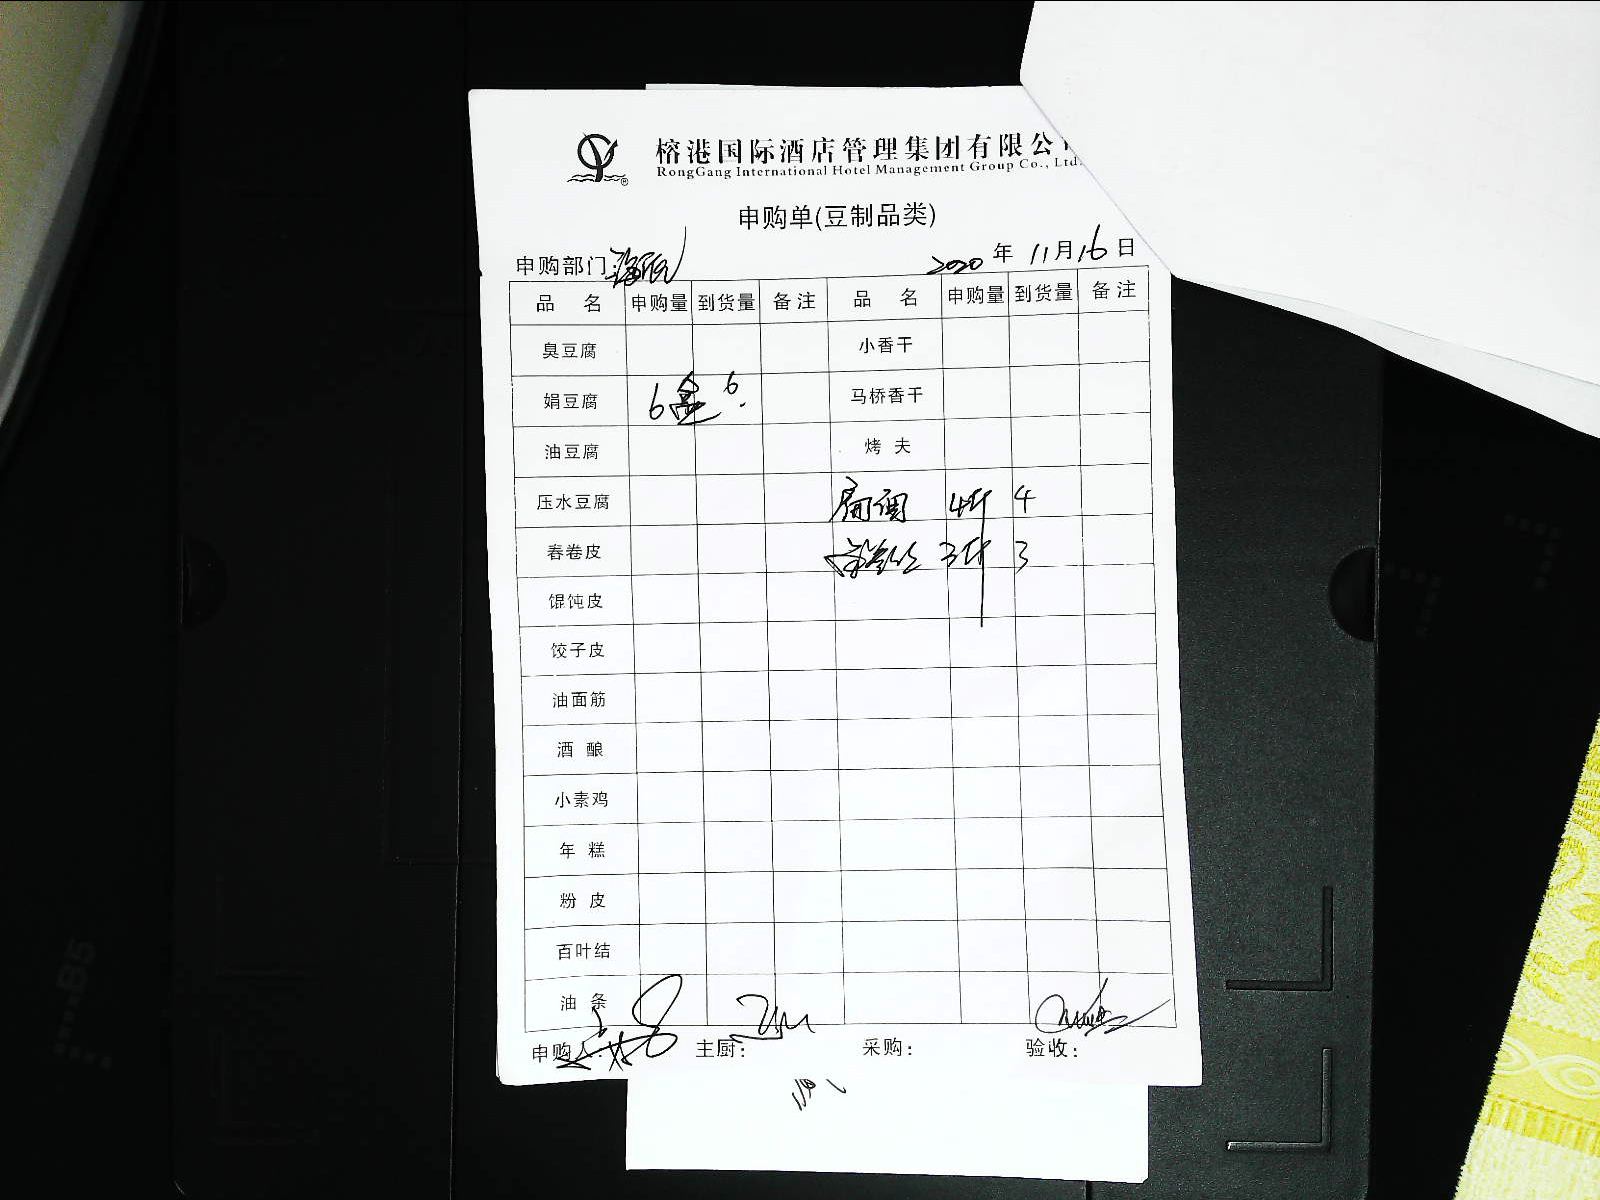 榕港国际酒店管理集团有限公
RongGang International Hotel Management Group Co., Ltd.
申购单(豆制品类)
申购部门: 2020 年 11 月 16 日
品 名 申购量 到货量 备注 品 名 申购量 到货量 备注
臭豆腐 小香干
娟豆腐 6盒 6 马桥香干
油豆腐 烤 夫
压水豆腐 4斤 4
春卷皮 3斤 3
馄饨皮
饺子皮
油面筋
酒 酿
小素鸡
年 糕
粉 皮
百叶结
油 条
申购人: 主厨: 采购: 验收:
B5